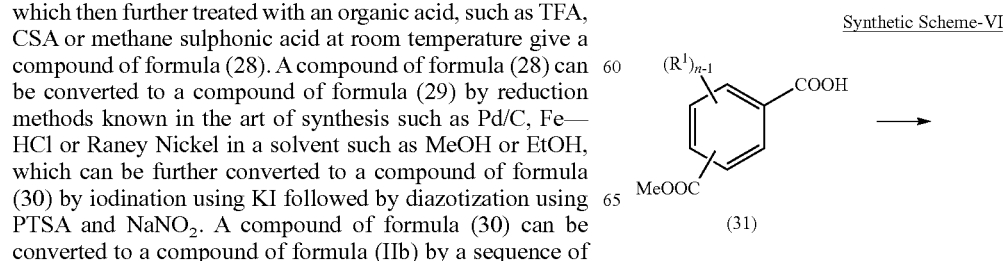 which then further treated with an organic acid, such as TFA,
CSA or methane sulphonic acid at room temperature give a
compound of formula (28). A compound of formula (28) can
be converted to a compound of formula (29) by reduction
methods known in the art of synthesis such as Pd/C, Fe—
HCl or Raney Nickel in a solvent such as MeOH or EtOH,
which can be further converted to a compound of formula
(30) by iodination using KI followed by diazotization using
PTSA and NaNO₂. A compound of formula (30) can be
converted to a compound of formula (IIb) by a sequence of
60
65
Synthetic Scheme-VI
(R¹)ₙ₋₁
COOH
MeOOC
(31)